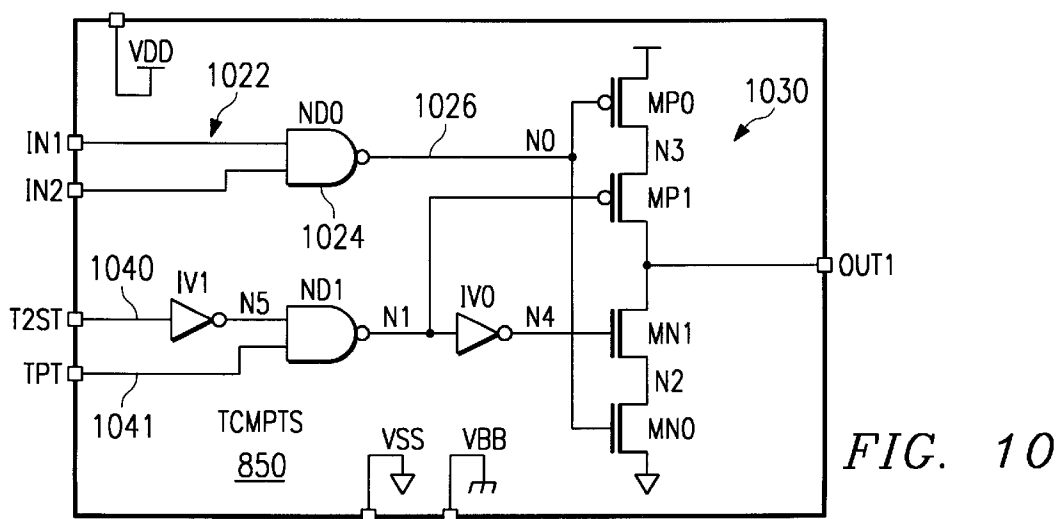 VDD
1022
ND0
1026
N0
MP0
1030
IN1
N3
IN2
1024
MP1
1040
IV1
ND1
IV0
OUT1
T2ST
N5
N1
N4
MN1
TPT
N2
1041
TCMPTS
VSS
VBB
MN0
850
FIG. 10